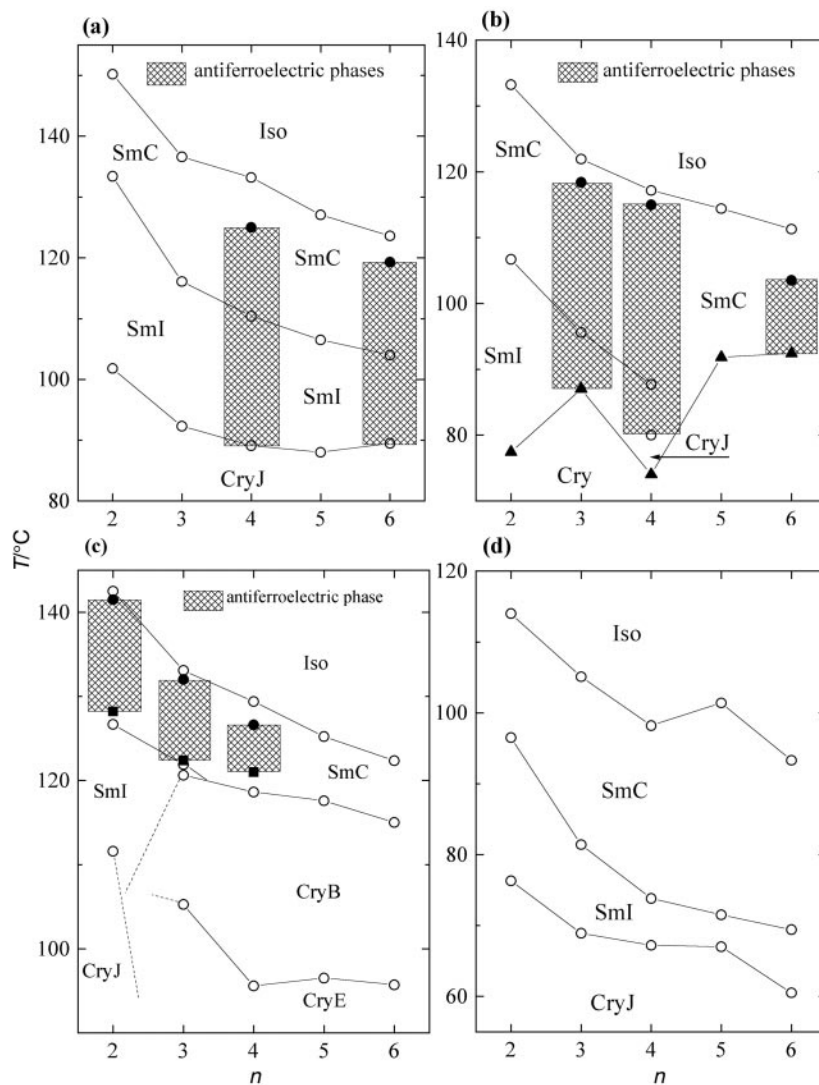 (a)
antiferroelectric phases
140
120
100
80
Iso
SmC
SmC
SmI
SmI
CryJ
2 3 4 5 6
(b)
antiferroelectric phases
140
120
100
80
Iso
SmC
SmC
SmI
CryJ
Cry
2 3 4 5 6
T/°C
(c)
antiferroelectric phase
140
120
100
Iso
SmC
SmI
CryB
CryJ
CryE
2 3 4 5 6
n
(d)
120
100
80
60
Iso
SmC
SmI
CryJ
2 3 4 5 6
n